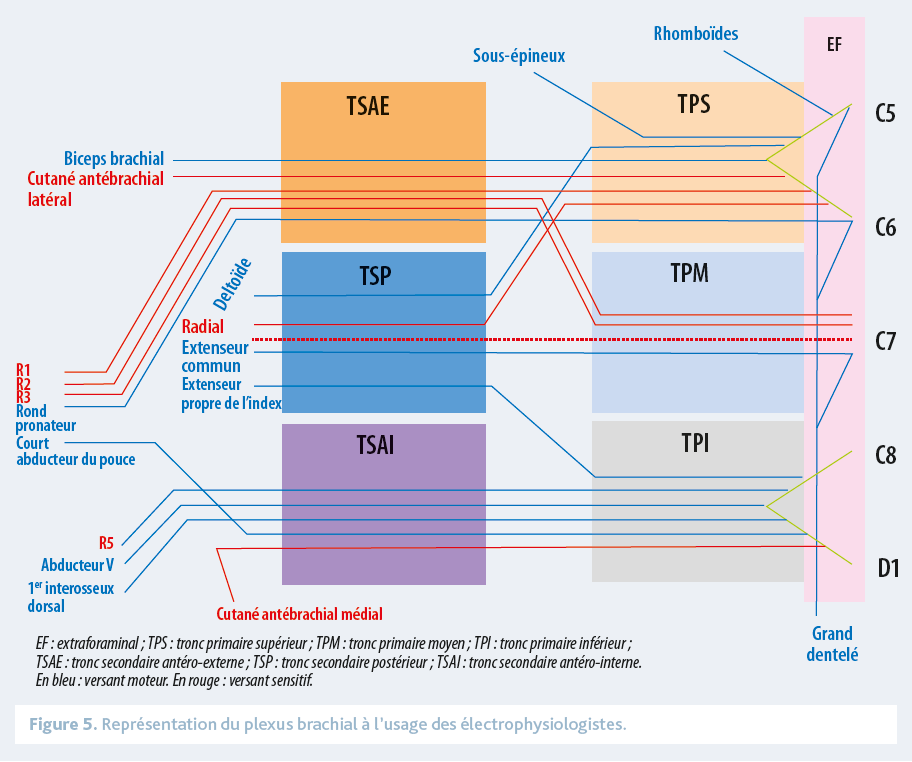 Rhomboïdes
EF
Sous-épineux
TSAE
TPS
C5
Biceps brachial
Cutané antébrachial
latéral
C6
Deltoïde
TSP
TPM
Radial
C7
Extenseur
commun
Extenseur
propre de l'index
R1
R2
R3
Rond
pronateur
Court
abducteur du pouce
TSAI
TPI
C8
R5
Abducteur V
D1
1er interosseux
dorsal
Cutané antébrachial médial
Grand
dentelé
EF : extraforaminal ; TPS : tronc primaire supérieur ; TPM : tronc primaire moyen ; TPI : tronc primaire inférieur ;
TSAE : tronc secondaire antéro-externe ; TSP : tronc secondaire postérieur ; TSAI : tronc secondaire antéro-interne.
En bleu : versant moteur. En rouge : versant sensitif.
Figure 5. Représentation du plexus brachial à l'usage des électrophysiologistes.